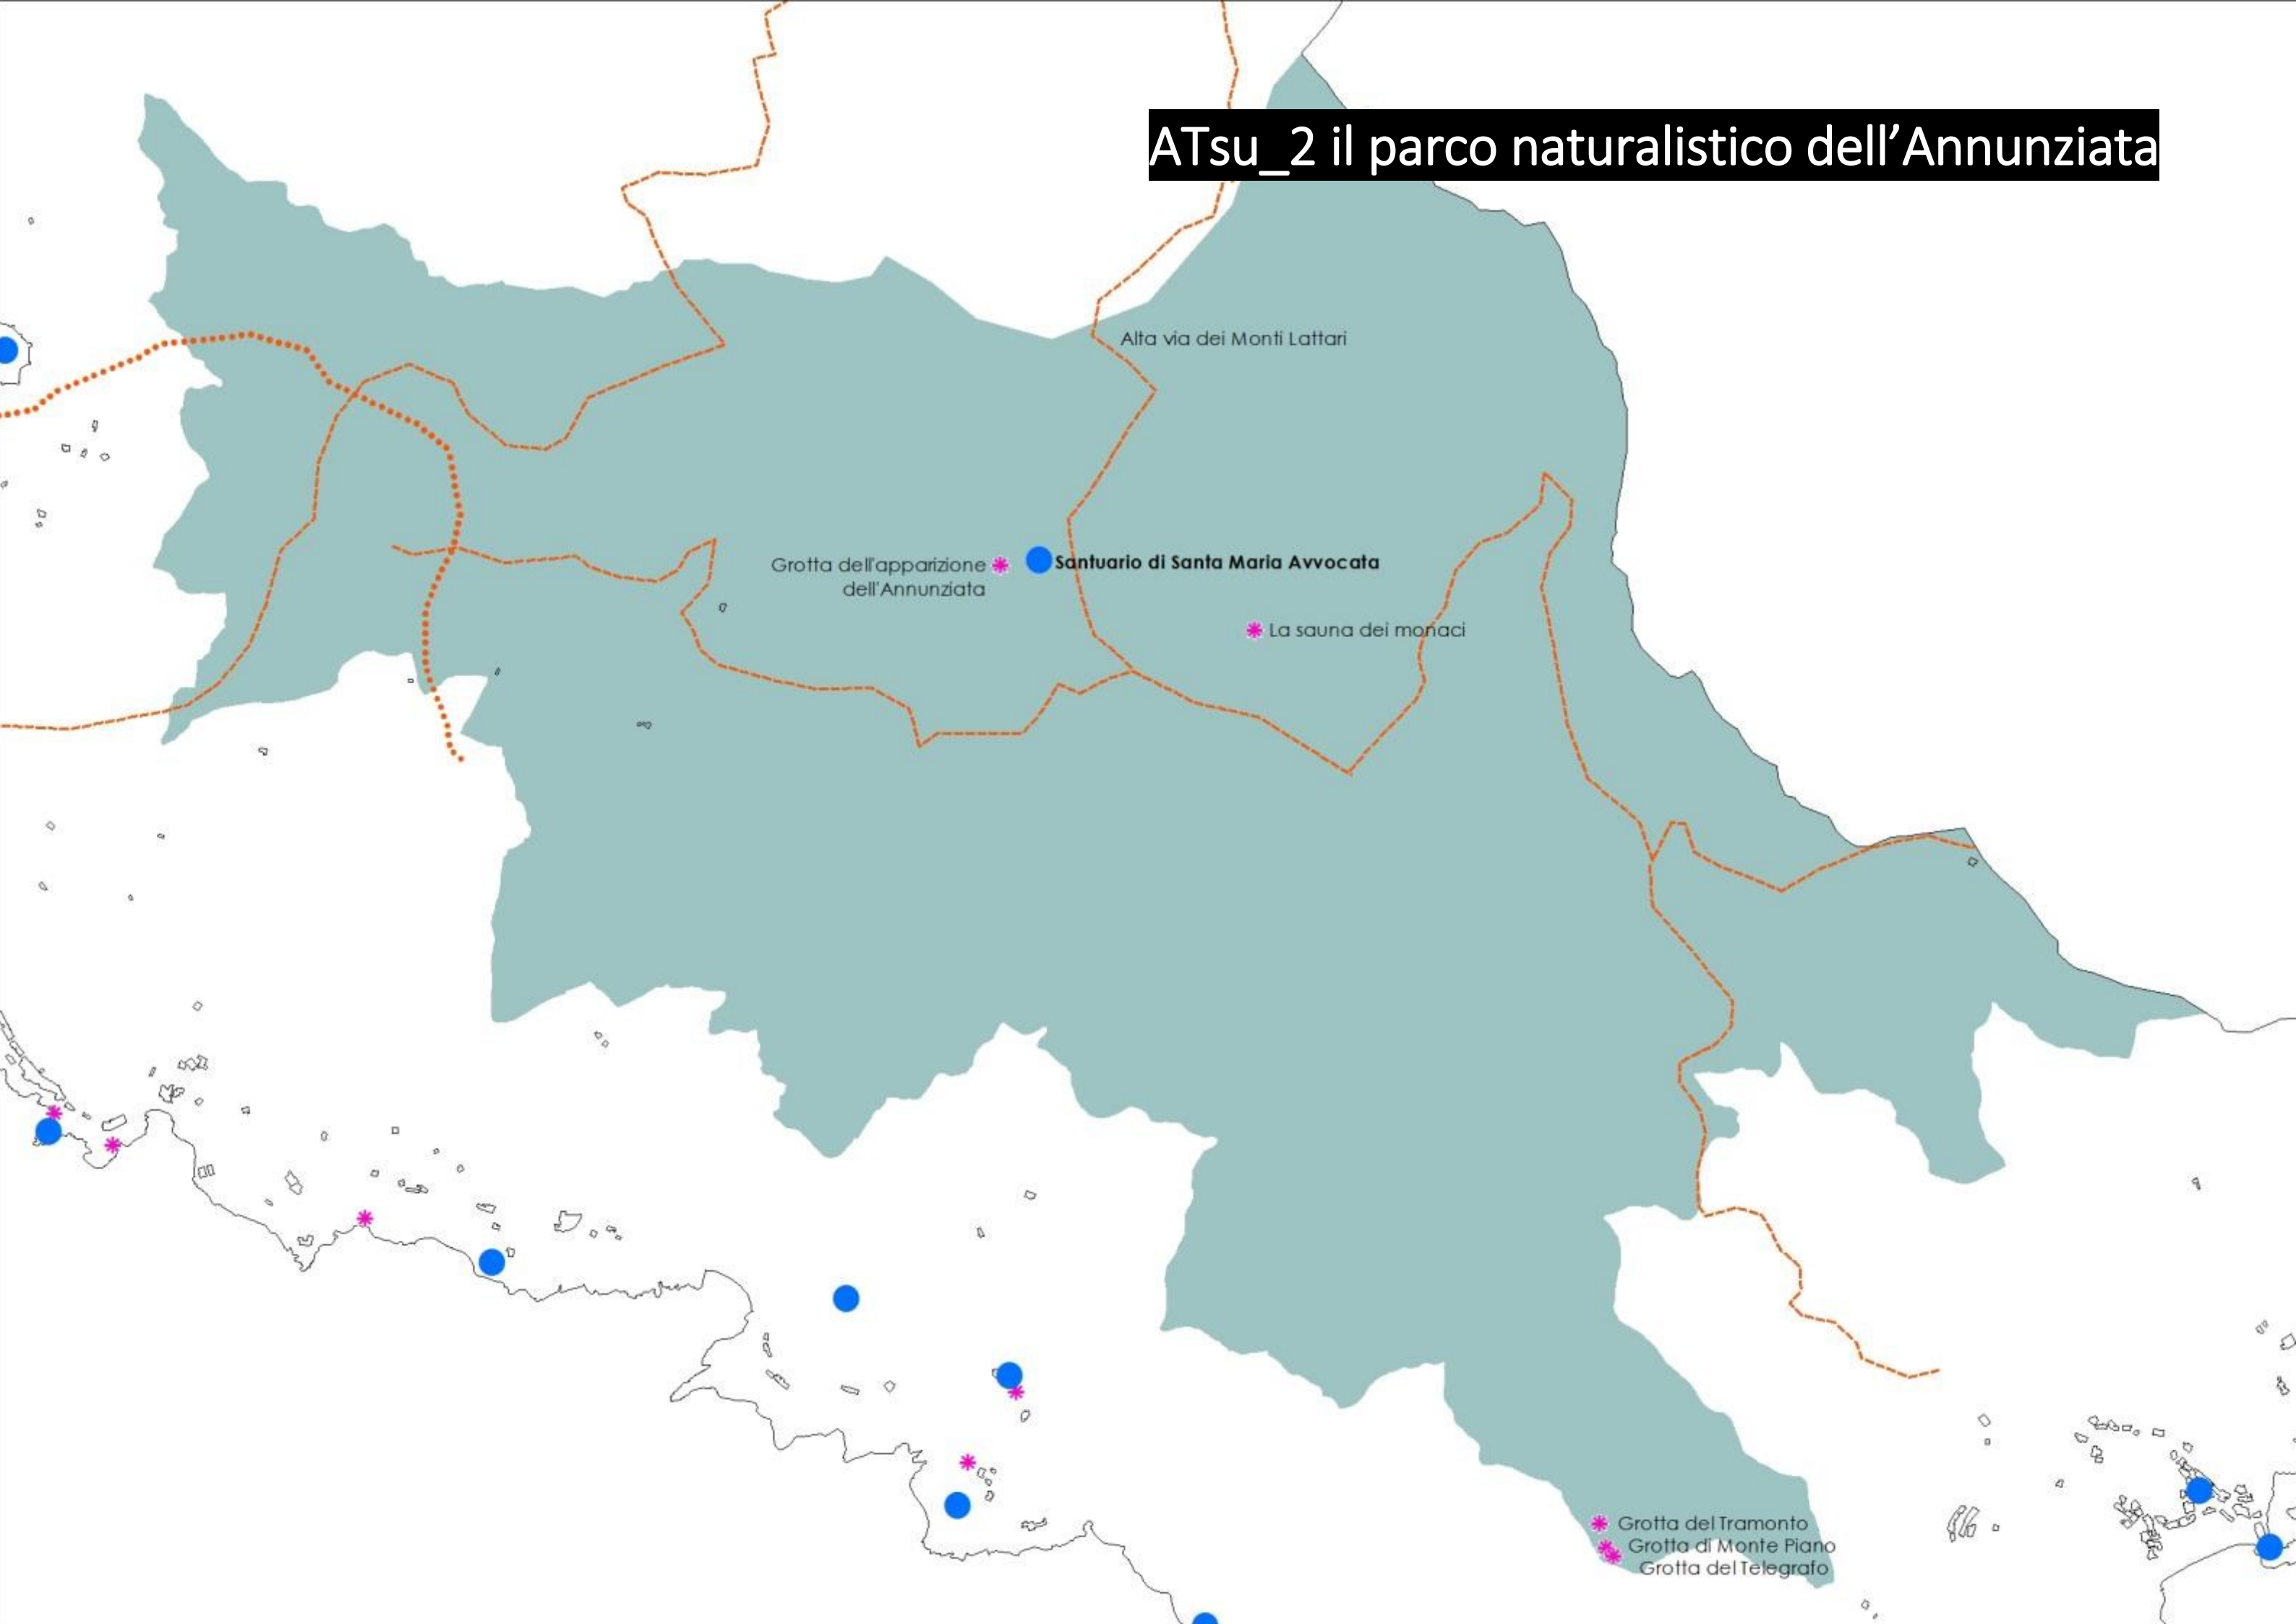 ATsu_2 il parco naturalistico dell’Annunziata
Alta via dei Monti Lattari
Grotta dell'apparizione
dell'Annunziata
Santuario di Santa Maria Avvocata
La sauna dei monaci
Grotta del Tramonto
Grotta di Monte Piano
Grotta del Telegrafo